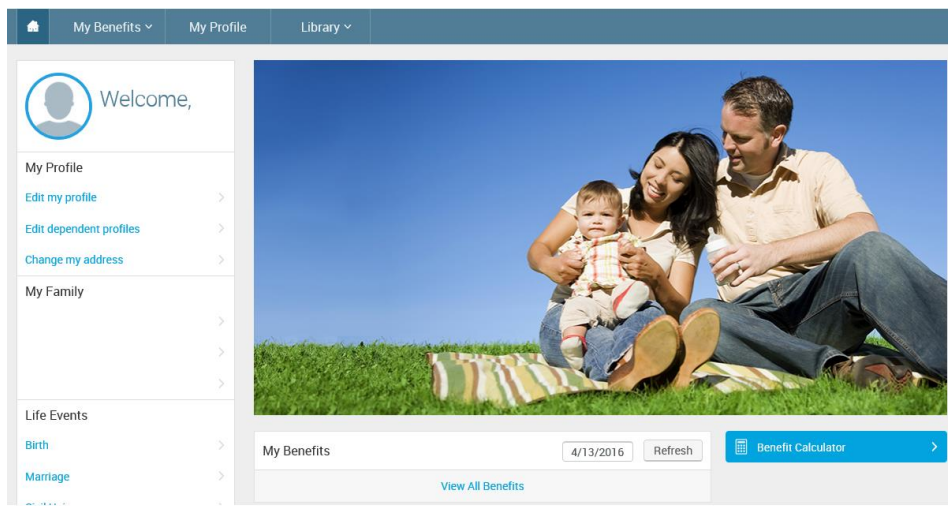 My Benefits
My Profile
Library
Welcome,
My Profile
Edit my profile
Edit dependent profiles
Change my address
My Family
Life Events
Birth
Marriage
My Benefits
4/13/2016
Refresh
View All Benefits
Benefit Calculator